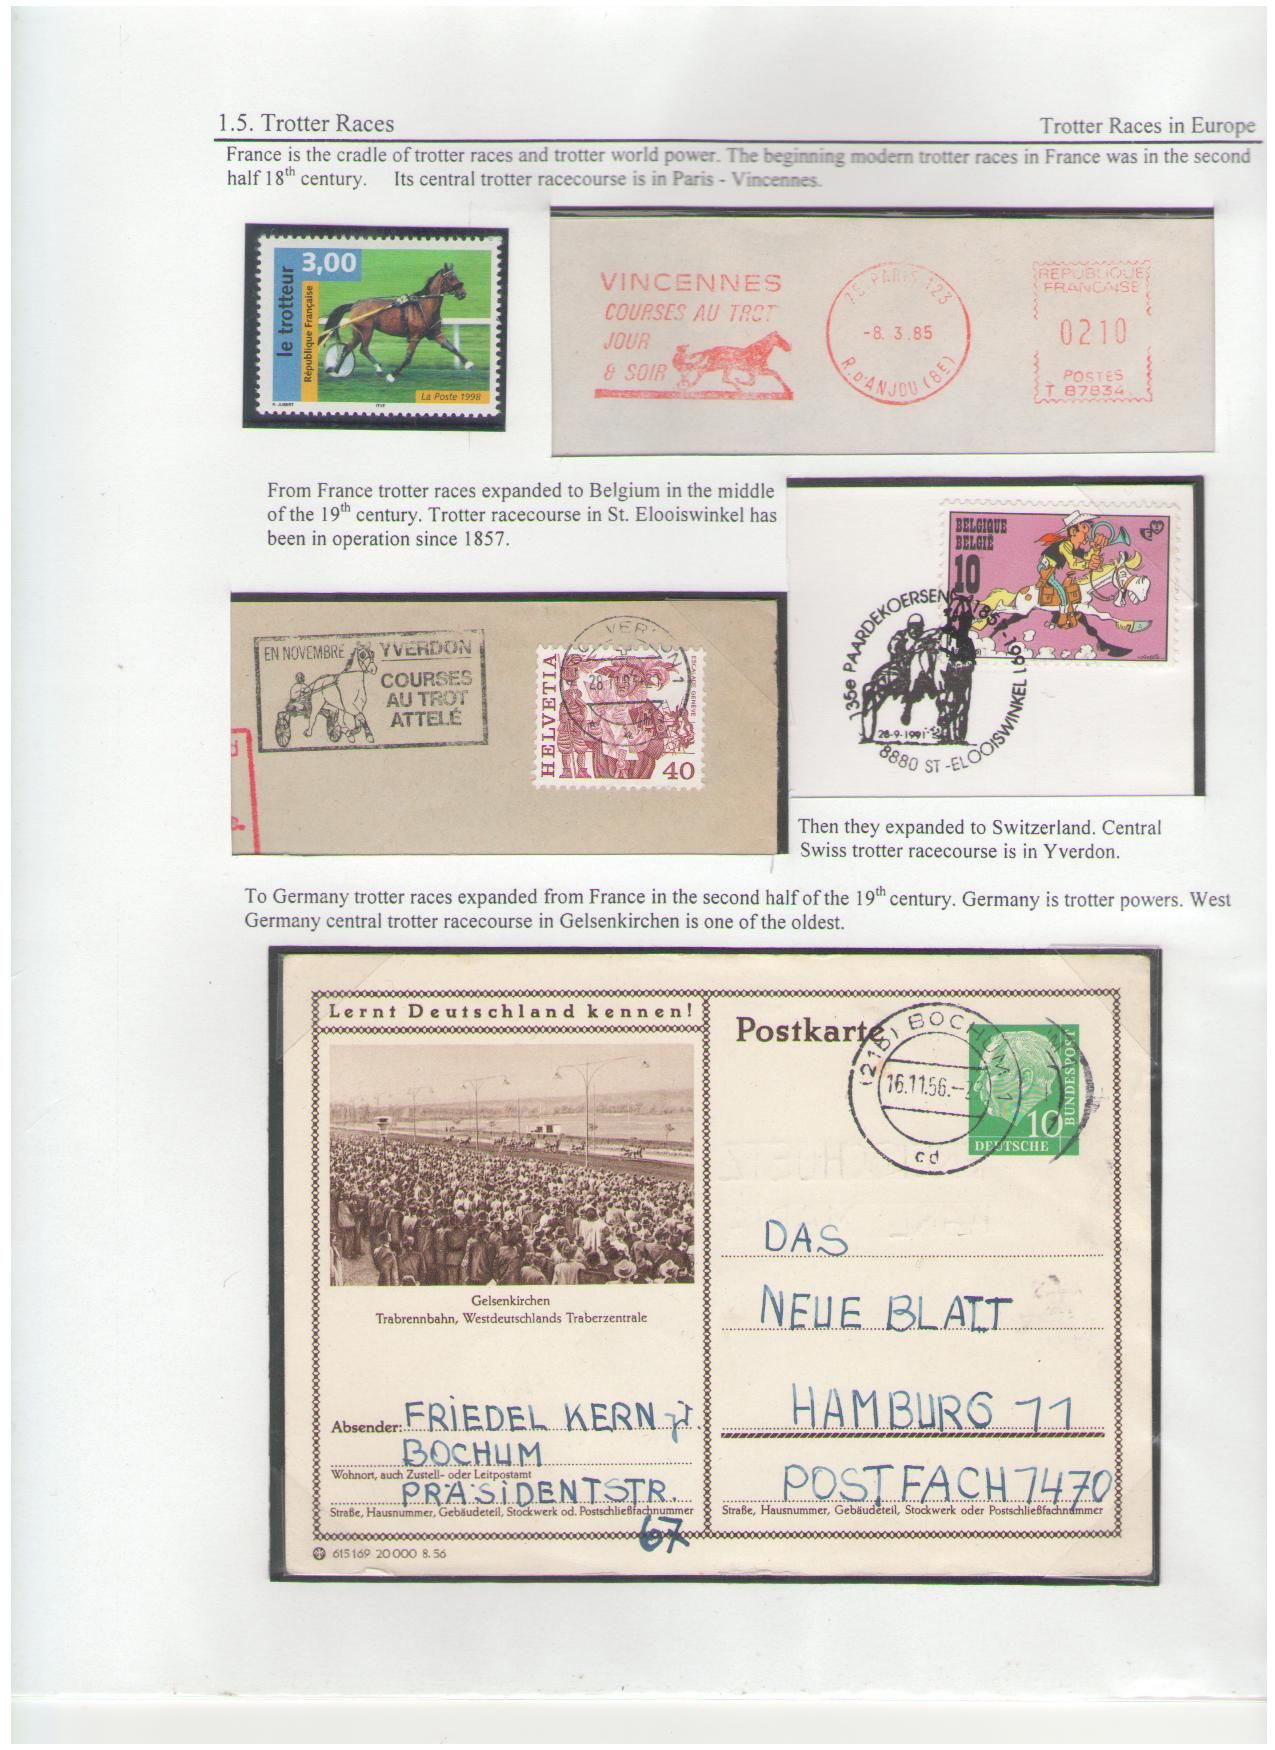 1.5. Trotter Races
Trotter Races in Europe
France is the cradle of trotter races and trotter world power. The beginning modern trotter races in France was in the second
half 18th century. Its central trotter racecourse is in Paris - Vincennes.
le trotteur
République Française
3,00
La Poste 1998
VINCENNES
COURSES AU TROT
JOUR
& SOIR
75 PARIS 123
-8. 3.85
R. d'ANJOU (8E)
REPUBLIQUE
FRANCAISE
0210
POSTES
T 87834
From France trotter races expanded to Belgium in the middle
of the 19th century. Trotter racecourse in St. Elooiswinkel has
been in operation since 1857.
BELGIQUE
BELGIË
10
135e PAARDEKOERSEN
28-9-1991
8880 ST-ELOOISWINKEL
EN NOVEMBRE
YVERDON
COURSES
AU TROT
ATTELÉ
HELVETIA
ESCALADE GENÈVE
40
Then they expanded to Switzerland. Central
Swiss trotter racecourse is in Yverdon.
To Germany trotter races expanded from France in the second half of the 19th century. Germany is trotter powers. West
Germany central trotter racecourse in Gelsenkirchen is one of the oldest.
Lernt Deutschland kennen!
Gelsenkirchen
Trabrennbahn, Westdeutschlands Traberzentrale
Absender: FRIEDEL KERN jr.
BOCHUM
Wohnort, auch Zustell- oder Leitpostamt
PRÄSIDENTSTR.
Straße, Hausnummer, Gebäudeteil, Stockwerk od. Postschließfachnummer
67
615169 20000 8.56
Postkarte
(21b) BOCHUM 1
16.11.56.
cd
10
DEUTSCHE
BUNDESPOST
DAS
NEUE BLATT
HAMBURG 11
POSTFACH 7470
Straße, Hausnummer, Gebäudeteil, Stockwerk oder Postschließfachnummer